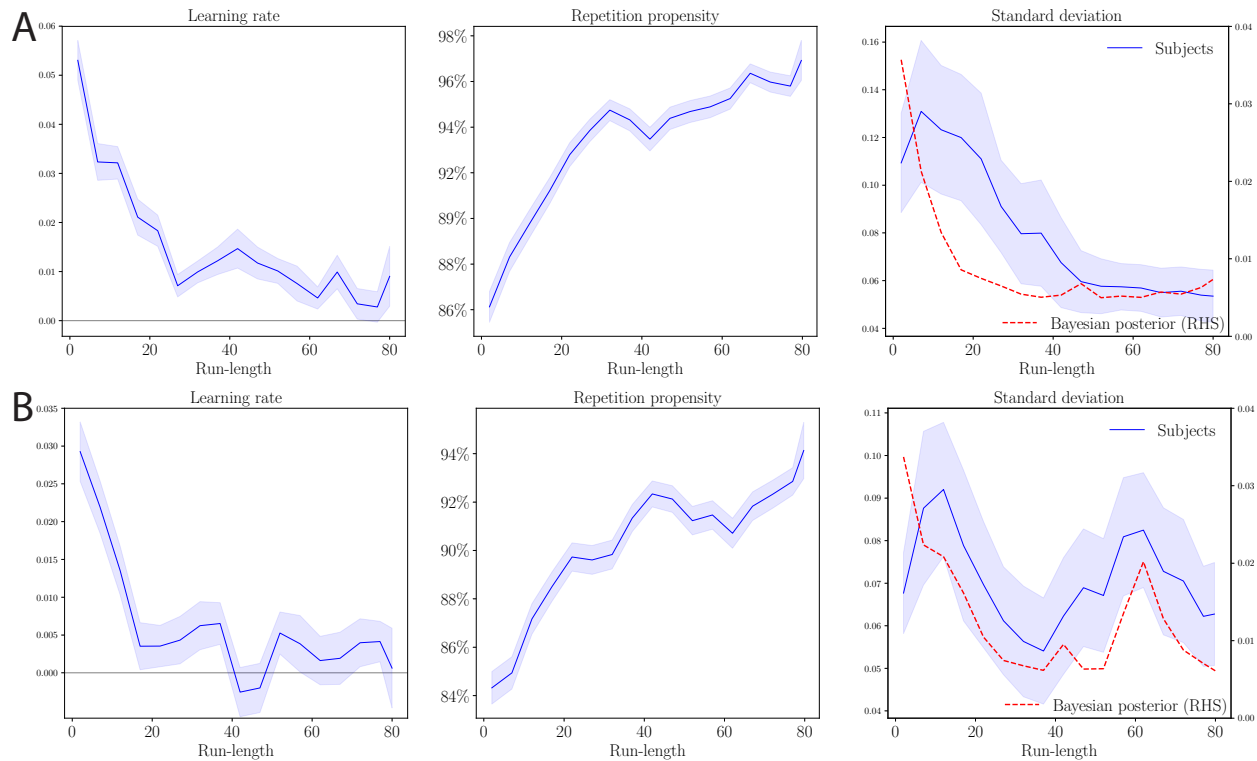 A
Learning rate
Repetition propensity
Standard deviation
0.06
0.05
0.04
0.03
0.02
0.01
0.00
0 20 40 60 80
Run-length
98%
96%
94%
92%
89%
88%
86%
0 20 40 60 80
Run-length
0.16
0.14
0.12
0.10
0.08
0.06
0.04
Subjects
Bayesian posterior (RHS)
0.04
0.03
0.02
0.01
0.00
0 20 40 60 80
Run-length
B
Learning rate
Repetition propensity
Standard deviation
0.035
0.030
0.025
0.020
0.015
0.010
0.005
0.000
0 20 40 60 80
Run-length
94%
92%
90%
88%
86%
84%
0 20 40 60 80
Run-length
0.11
0.10
0.09
0.08
0.07
0.06
0.05
0.04
Subjects
Bayesian posterior (RHS)
0.04
0.03
0.02
0.01
0.00
0 20 40 60 80
Run-length